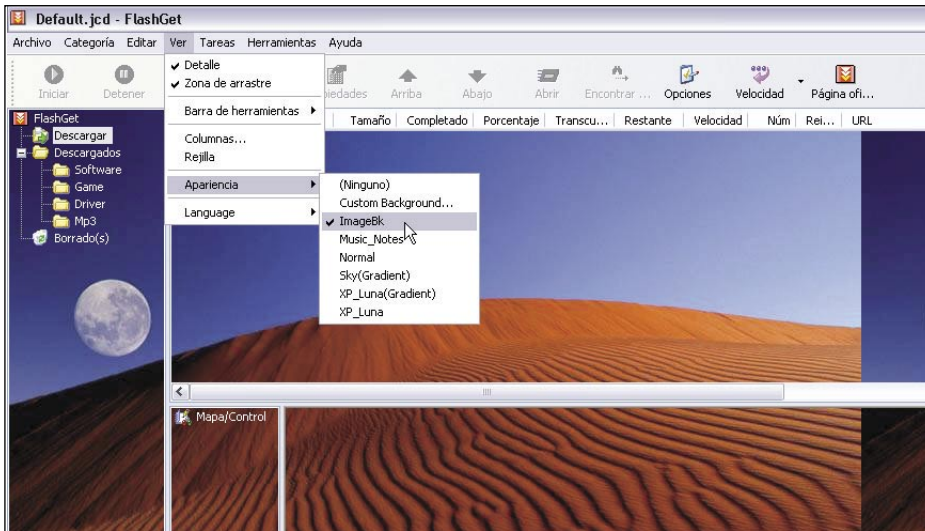 Default.jcd - FlashGet
Archivo Categoría Editar Ver Tareas Herramientas Ayuda
Iniciar Detener piedades Arriba Abajo Abrir Encontrar ... Opciones Velocidad Página ofi...
Detalle
Zona de arrastre
Barra de herramientas
Columnas...
Rejilla
Apariencia
Language
(Ninguno)
Custom Background...
ImageBk
Music_Notes
Normal
Sky(Gradient)
XP_Luna(Gradient)
XP_Luna
Tamaño Completado Porcentaje Transcu... Restante Velocidad Núm Rei... URL
FlashGet
Descargar
Descargados
Software
Game
Driver
Mp3
Borrado(s)
Mapa/Control